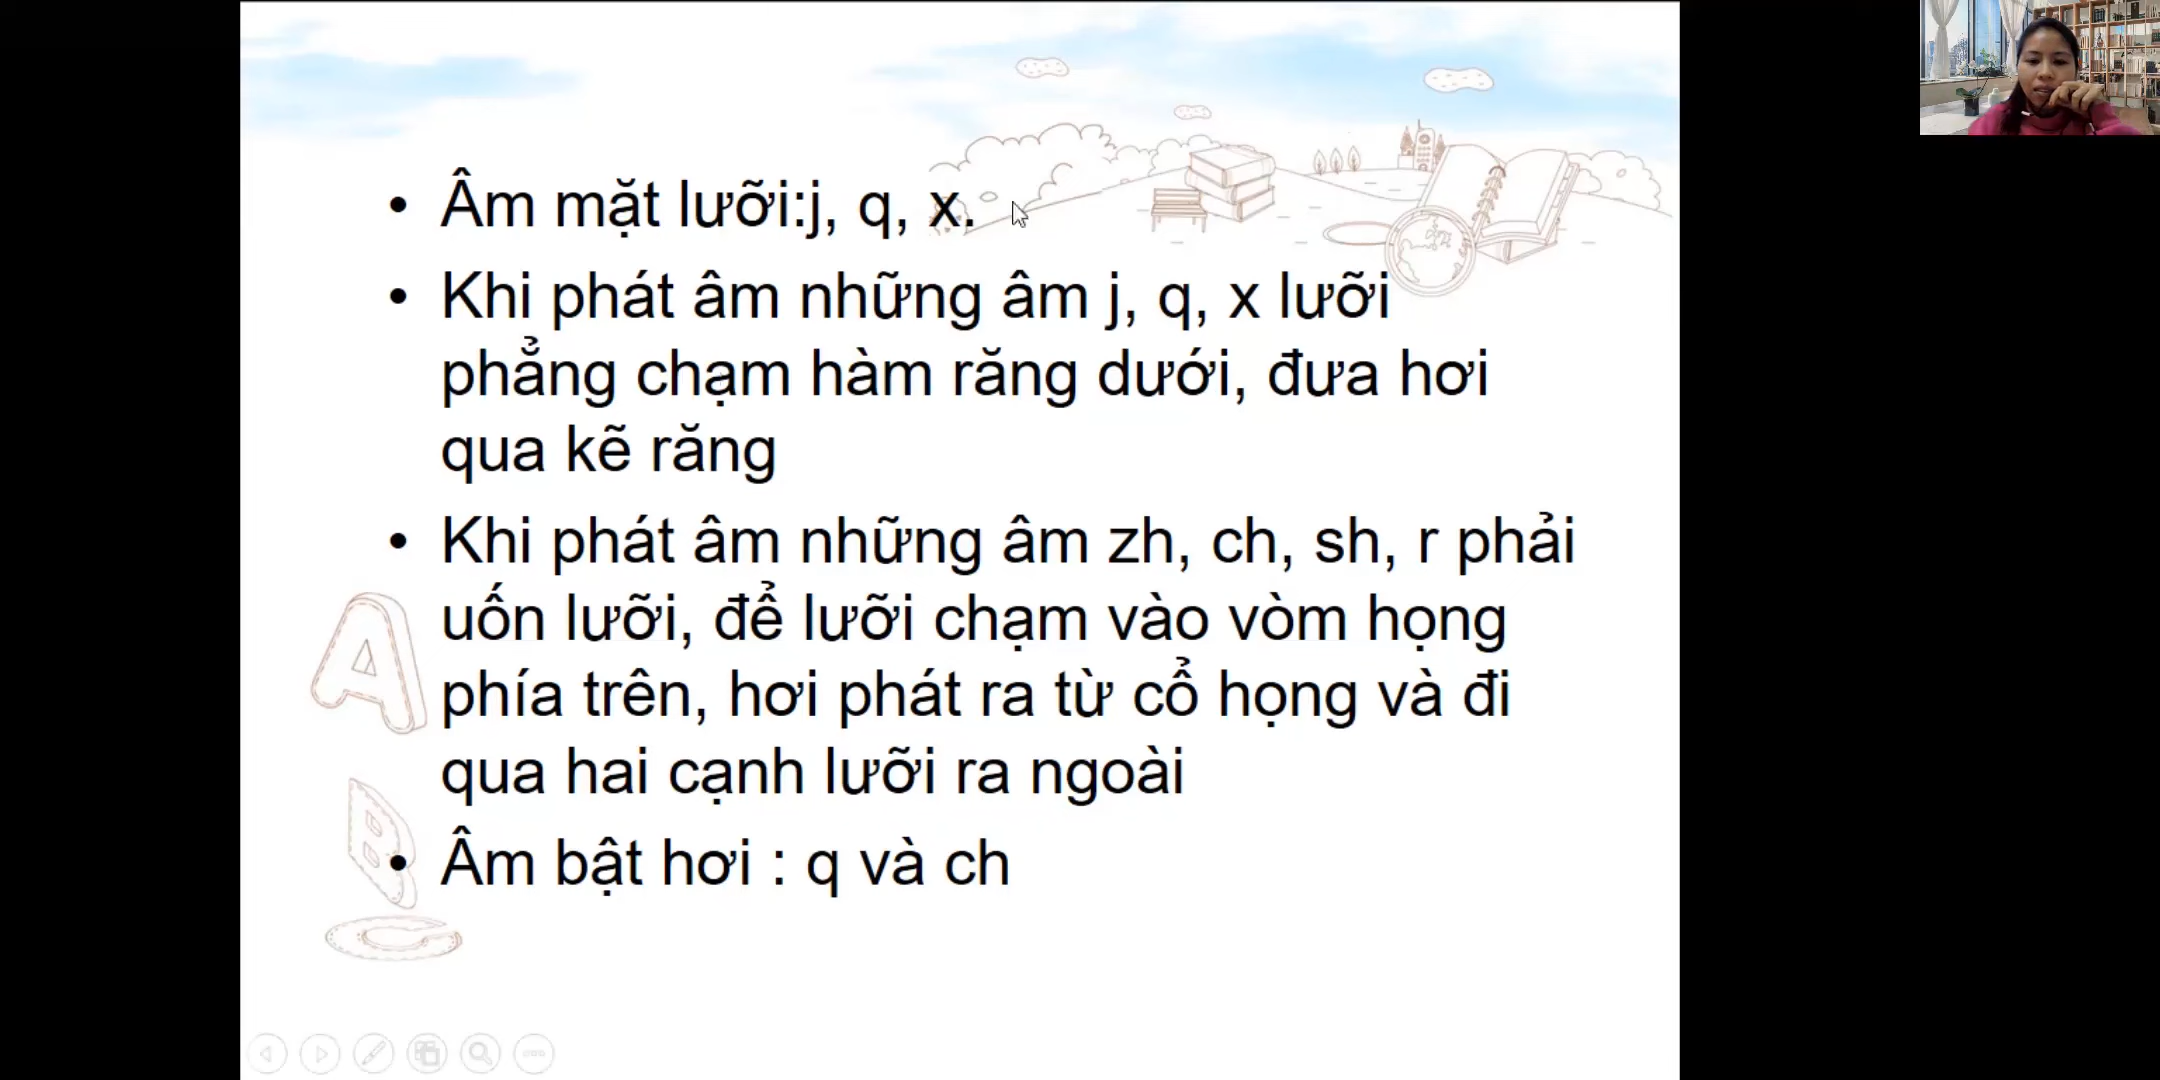 • Âm mặt lưỡi:j, q, x.
• Khi phát âm những âm j, q, x lưỡi
phẳng chạm hàm răng dưới, đưa hơi
qua kẽ răng
• Khi phát âm những âm zh, ch, sh, r phải
uốn lưỡi, để lưỡi chạm vào vòm họng
phía trên, hơi phát ra từ cổ họng và đi
qua hai cạnh lưỡi ra ngoài
• Âm bật hơi : q và ch
A
B
C